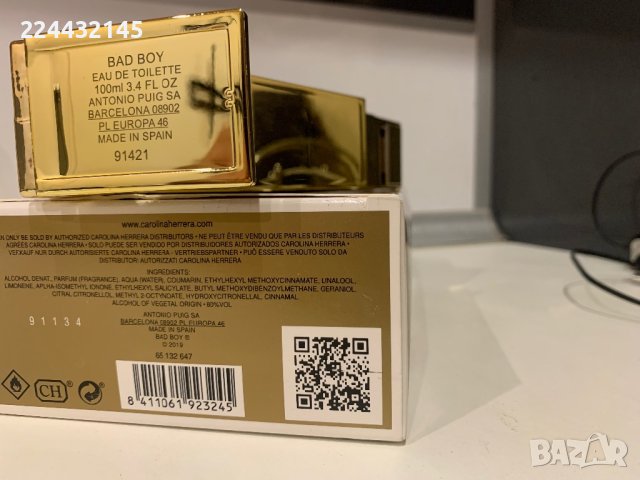 224432145
BAD BOY
EAU DE TOILETTE
100ml 3.4 FL OZ
ANTONIO PUIG SA
BARCELONA 08902
PL EUROPA 46
MADE IN SPAIN
91421
www.carolinaherrera.com
ONLY BE SOLD BY AUTHORIZED CAROLINA HERRERA DISTRIBUTORS • NE PEUT ÊTRE VENDU QUE PAR LES DISTRIBUTEURS
AGRÉÉS CAROLINA HERRERA • SOLO PUEDE SER VENDIDO POR DISTRIBUIDORES AUTORIZADOS CAROLINA HERRERA •
VERKAUF NUR DURCH AUTORISIERTE CAROLINA HERRERA - VERTRIEBSPARTNER • PUÒ ESSERE VENDUTO SOLO DA
DISTRIBUTORI AUTORIZZATI CAROLINA HERRERA
INGREDIENTS:
ALCOHOL DENAT., PARFUM (FRAGRANCE), AQUA (WATER), COUMARIN, ETHYLHEXYL METHOXYCINNAMATE, LINALOOL,
LIMONENE, ALPHA-ISOMETHYL IONONE, ETHYLHEXYL SALICYLATE, BUTYL METHOXYDIBENZOYLMETHANE, GERANIOL,
CITRAL, CITRONELLOL, METHYL 2-OCTYNOATE, HYDROXYCITRONELLAL, CINNAMAL
ALCOHOL OF VEGETAL ORIGIN • 80%VOL
91134
ANTONIO PUIG SA
BARCELONA 08902 PL EUROPA 46
MADE IN SPAIN
BAD BOY ®
© 2019
65 132 647
CH
8 411061 923245
BAZAR